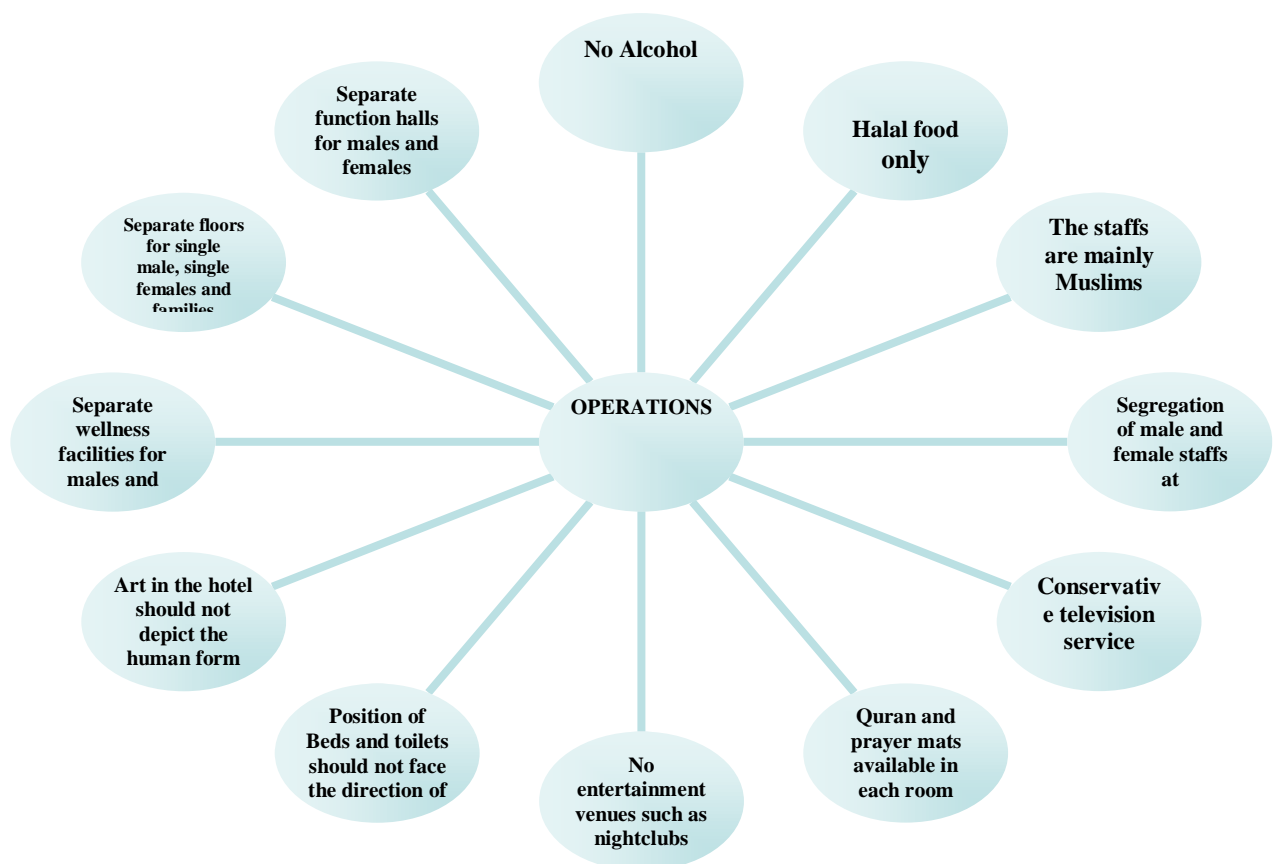 No Alcohol
Halal food
only
The staffs
are mainly
Muslims
Segregation
of male and
female staffs
at
Conservativ
e television
service
Quran and
prayer mats
available in
each room
No
entertainment
venues such as
nightclubs
Position of
Beds and toilets
should not face
the direction of
Art in the hotel
should not
depict the
human form
Separate
wellness
facilities for
males and
Separate floors
for single
male, single
females and
families
Separate
function halls
for males and
females
OPERATIONS